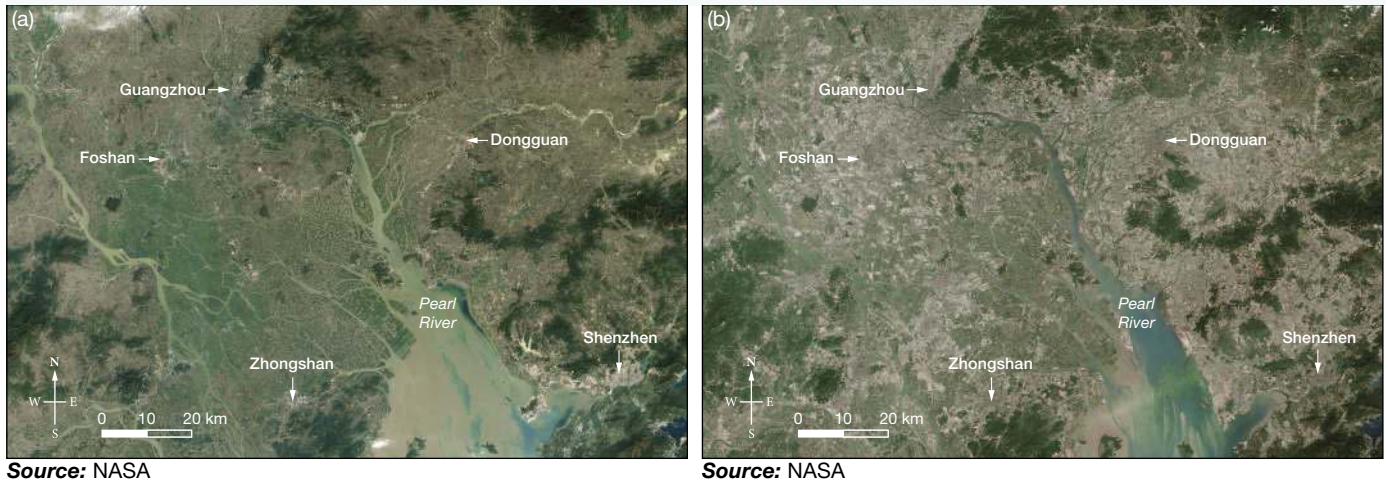 (a)
Guangzhou
Foshan
Dongguan
Pearl
River
Shenzhen
Zhongshan
N
W E
S
0 10 20 km
Source: NASA
(b)
Guangzhou
Foshan
Dongguan
Pearl
River
Shenzhen
Zhongshan
N
W E
S
0 10 20 km
Source: NASA